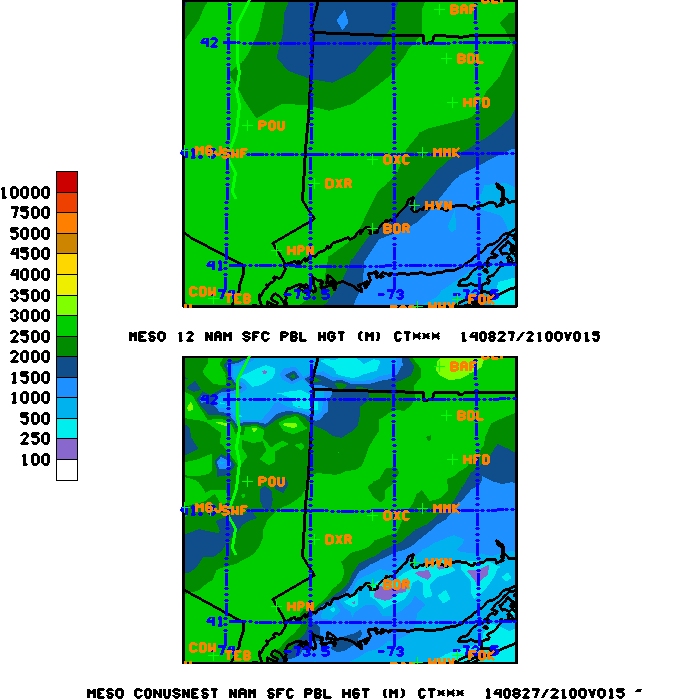 BAF
42
BDL
HFD
POU
MGJ SWF
OXC
MMK
DXR
HVN
BDR
HPN
41
CDW
TEB
-73.5
-73
FOK
10000
7500
5000
4500
4000
3500
3000
2500
2000
1500
1000
500
250
100
MESO 12 NAM SFC PBL HGT (M) CT*** 140827/2100V015
BAF
42
BDL
HFD
POU
MGJ SWF
OXC
MMK
DXR
HVN
BDR
HPN
41
CDW
TEB
-73.5
-73
FOK
MESO CONUSNEST NAM SFC PBL HGT (M) CT*** 140827/2100V015